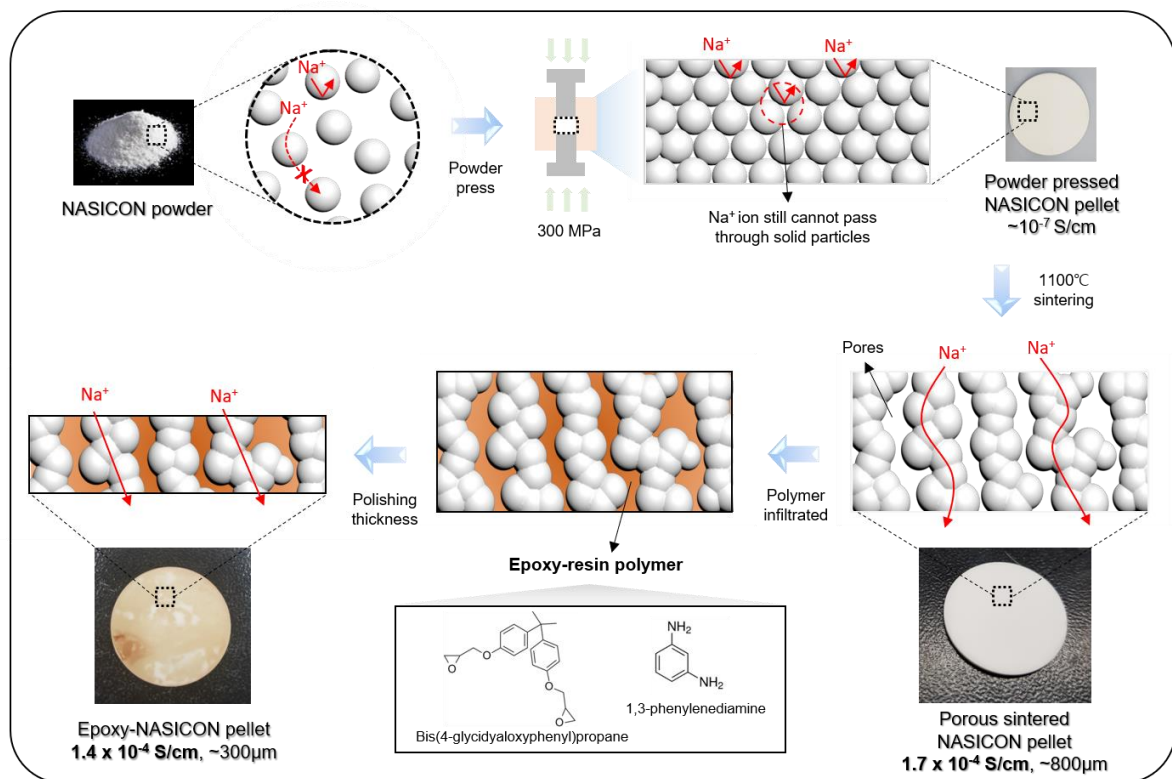 Na⁺
Na⁺
NASICON powder
Powder
press
300 MPa
Na⁺
Na⁺
Na⁺ ion still cannot pass
through solid particles
Powder pressed
NASICON pellet
~10⁻⁷ S/cm
1100℃
sintering
Pores
Na⁺
Na⁺
Porous sintered
NASICON pellet
1.7 x 10⁻⁴ S/cm, ~800µm
Polymer
infiltrated
Epoxy-resin polymer
O
O
O
O
NH₂
NH₂
Bis(4-glycidyaloxyphenyl)propane
1,3-phenylenediamine
Polishing
thickness
Na⁺
Na⁺
Epoxy-NASICON pellet
1.4 x 10⁻⁴ S/cm, ~300µm